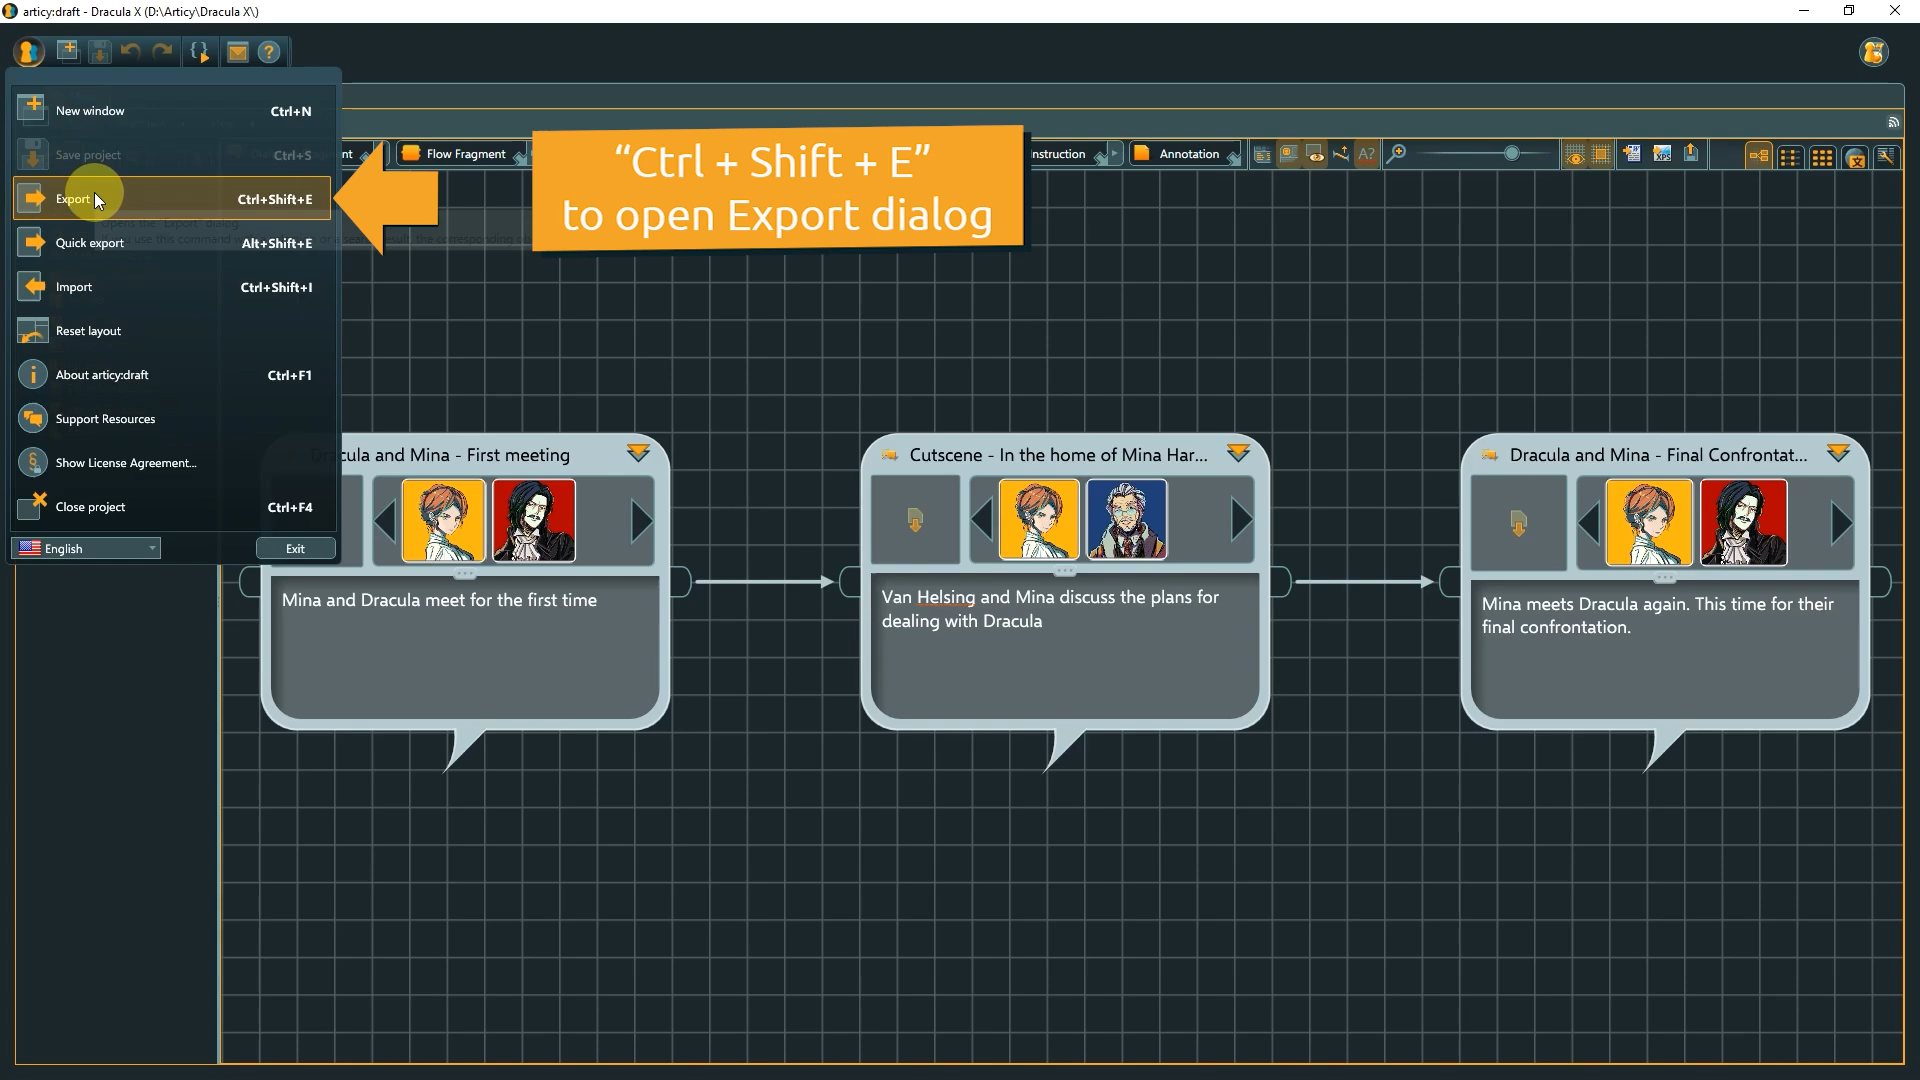 articy:draft - Dracula X (D:\Articy\Dracula X\)
New window Ctrl+N
Save project Ctrl+S
Export Ctrl+Shift+E
Quick export Alt+Shift+E
Import Ctrl+Shift+I
Reset layout
About articy:draft Ctrl+F1
Support Resources
Show License Agreement...
Close project Ctrl+F4
English
Exit
Flow Fragment
“Ctrl + Shift + E”
to open Export dialog
Annotation
A?
XPS
Dracula and Mina - First meeting
Mina and Dracula meet for the first time
Cutscene - In the home of Mina Har...
Van Helsing and Mina discuss the plans for
dealing with Dracula
Dracula and Mina - Final Confrontat...
Mina meets Dracula again. This time for their
final confrontation.